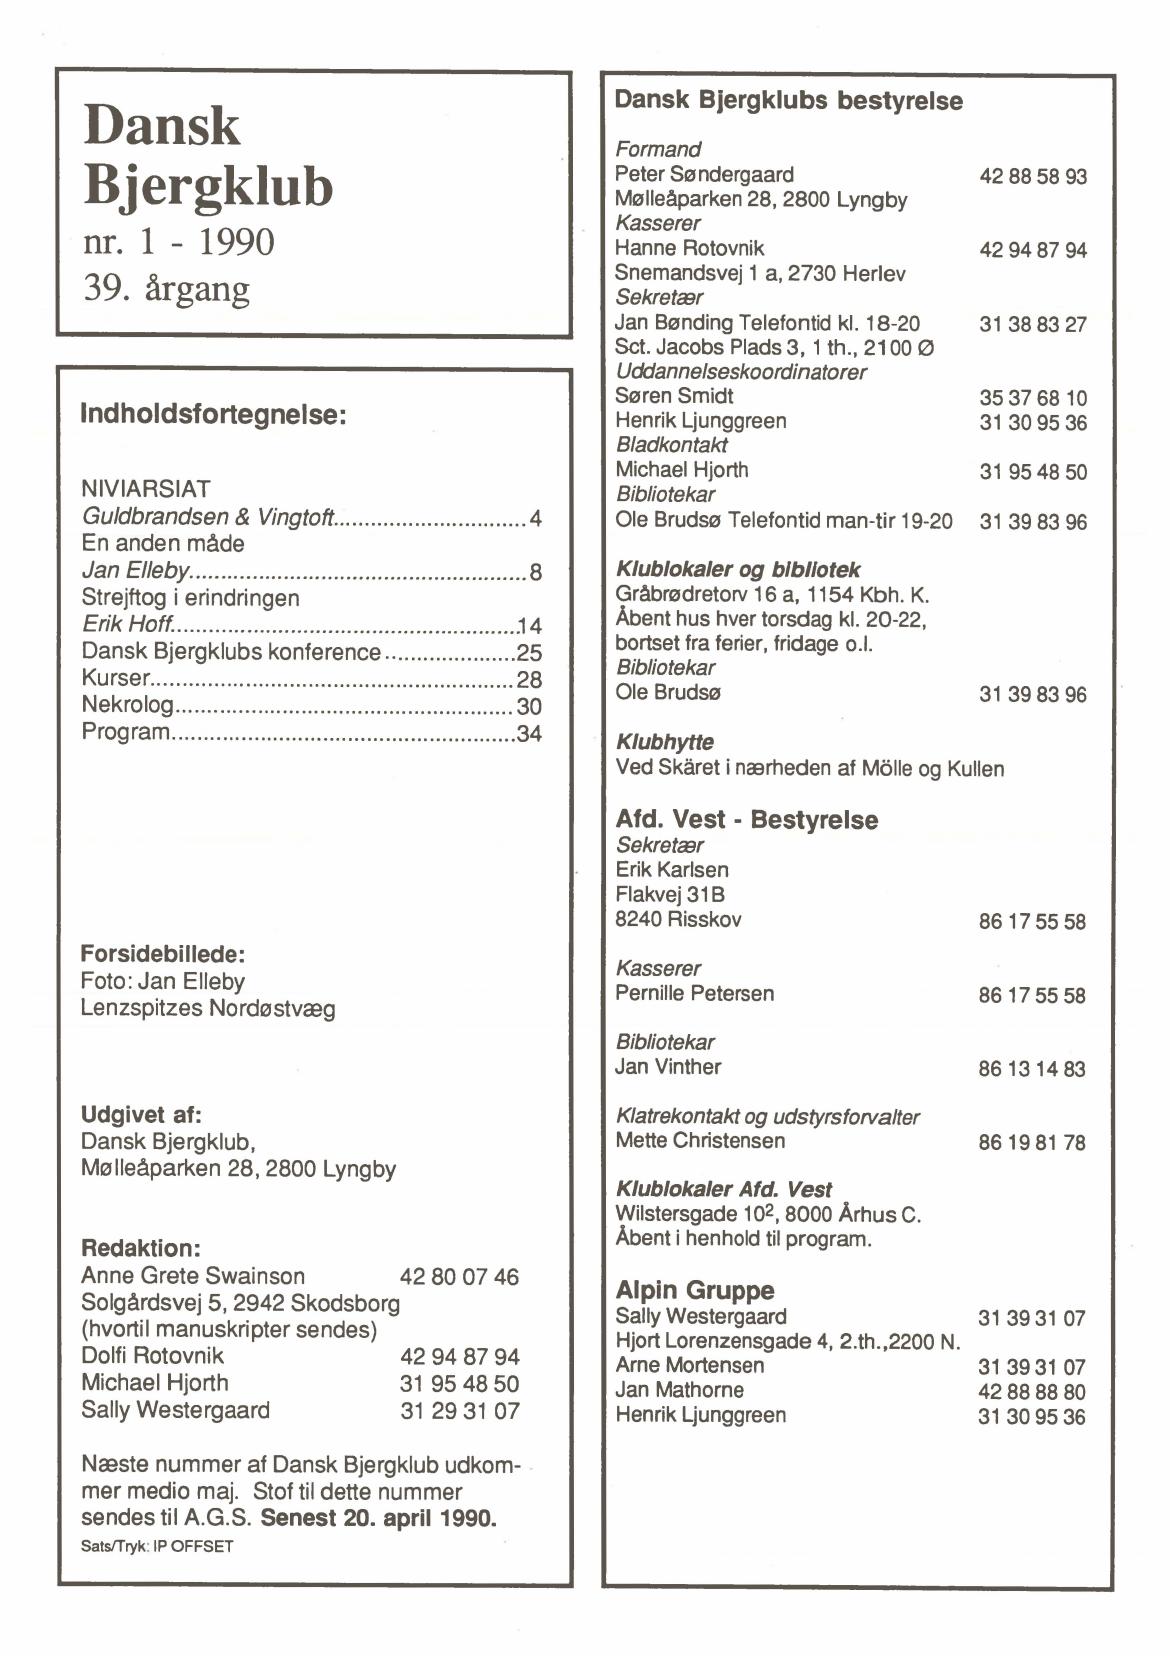 Dansk
Bjergklub
nr. 1 - 1990
39. årgang
Indholdsfortegnelse:
NIVIARSIAT
Guldbrandsen & Vingtoft..............................4
En anden måde
Jan Elleby.....................................................8
Strejftog i erindringen
Erik Hoff......................................................14
Dansk Bjergklubs konference.....................25
Kurser.........................................................28
Nekrolog.....................................................30
Program......................................................34
Forsidebillede:
Foto: Jan Elleby
Lenzspitzes Nordøstvæg
Udgivet af:
Dansk Bjergklub,
Mølleåparken 28, 2800 Lyngby
Redaktion:
Anne Grete Swainson 42 80 07 46
Solgårdsvej 5, 2942 Skodsborg
(hvortil manuskripter sendes)
Dolfi Rotovnik 42 94 87 94
Michael Hjorth 31 95 48 50
Sally Westergaard 31 29 31 07
Næste nummer af Dansk Bjergklub udkom-
mer medio maj. Stof til dette nummer
sendes til A.G.S. Senest 20. april 1990.
Sats/Tryk: IP OFFSET
Dansk Bjergklubs bestyrelse
Formand
Peter Søndergaard 42 88 58 93
Mølleåparken 28, 2800 Lyngby
Kasserer
Hanne Rotovnik 42 94 87 94
Snemandsvej 1 a, 2730 Herlev
Sekretær
Jan Bønding Telefontid kl. 18-20 31 38 83 27
Sct. Jacobs Plads 3, 1 th., 2100 Ø
Uddannelseskoordinatorer
Søren Smidt 35 37 68 10
Henrik Ljunggreen 31 30 95 36
Bladkontakt
Michael Hjorth 31 95 48 50
Bibliotekar
Ole Brudsø Telefontid man-tir 19-20 31 39 83 96
Klublokaler og bibliotek
Gråbrødretorv 16 a, 1154 Kbh. K.
Åbent hus hver torsdag kl. 20-22,
bortset fra ferier, fridage o.l.
Bibliotekar
Ole Brudsø 31 39 83 96
Klubhytte
Ved Skäret i nærheden af Mölle og Kullen
Afd. Vest - Bestyrelse
Sekretær
Erik Karlsen
Flakvej 31B
8240 Risskov 86 17 55 58
Kasserer
Pernille Petersen 86 17 55 58
Bibliotekar
Jan Vinther 86 13 14 83
Klatrekontakt og udstyrsforvalter
Mette Christensen 86 19 81 78
Klublokaler Afd. Vest
Wilstersgade 10², 8000 Århus C.
Åbent i henhold til program.
Alpin Gruppe
Sally Westergaard 31 39 31 07
Hjort Lorenzensgade 4, 2.th.,2200 N.
Arne Mortensen 31 39 31 07
Jan Mathorne 42 88 88 80
Henrik Ljunggreen 31 30 95 36